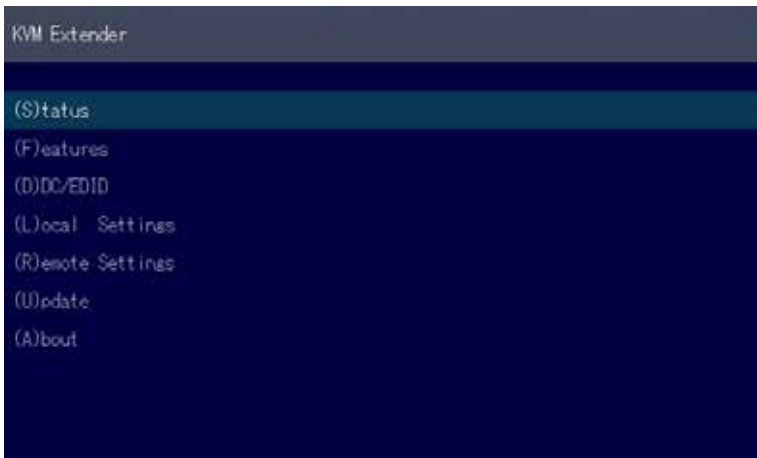 KVM Extender
(S)tatus
(F)eatures
(D)DC/EDID
(L)ocal  Settings
(R)emote Settings
(U)pdate
(A)bout